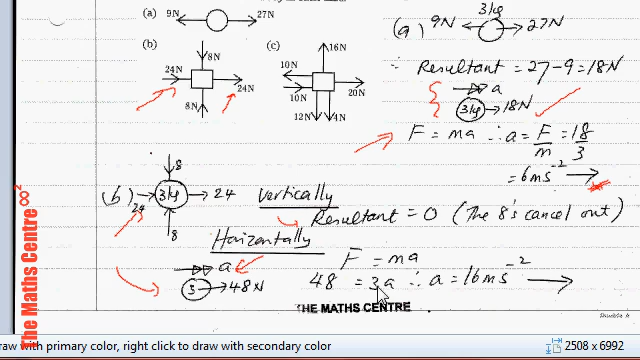 (a)
9N 27N
(b)
8N
24N
24N
8N
(c)
16N
10N
10N
20N
12N
4N
3kg
(a) 9N 27N
∴ Resultant = 27-9 = 18N
a
3kg 18N
F = ma ∴ a = F/m = 18/3
= 6ms⁻²
8
(b) 24 3kg 24
8
Vertically
Resultant = 0 (The 8's cancel out)
Horizontally
F = ma
a
3 48N
48 = 3a ∴ a = 16ms⁻²
THE MATHS CENTRE
The Maths Centre ∞²
raw with primary color, right click to draw with secondary color
2508 x 6992